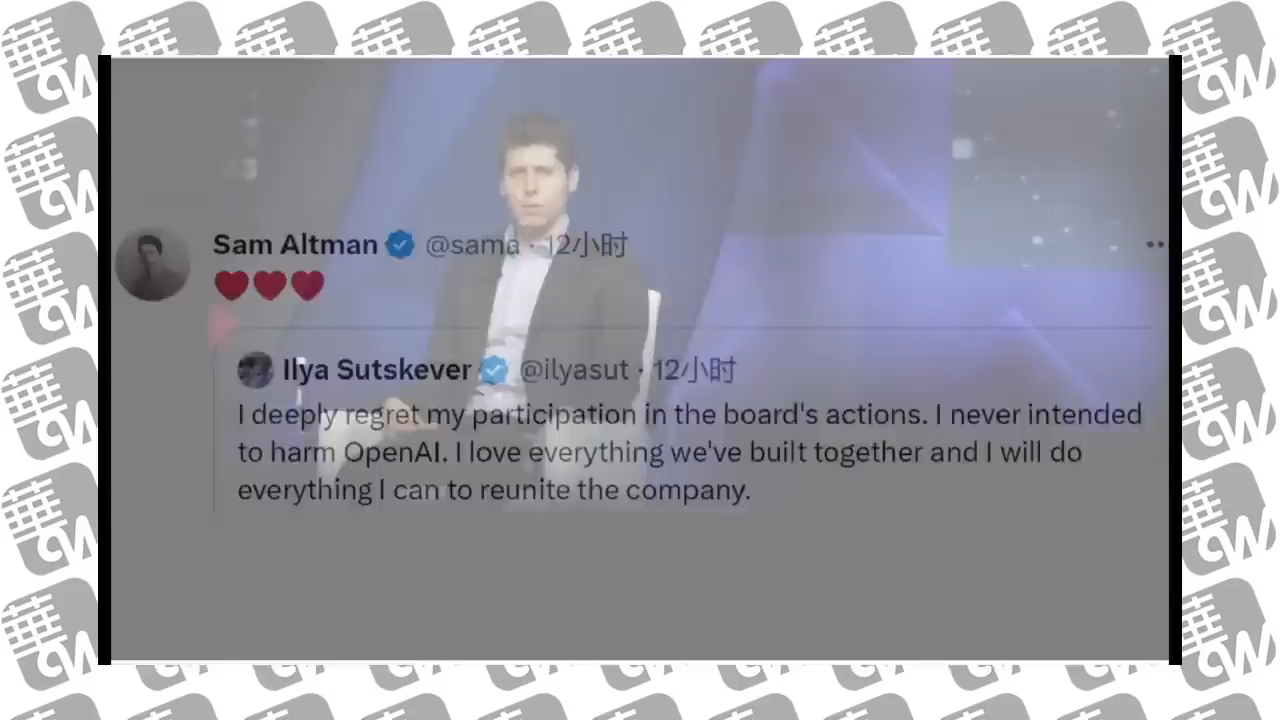 Sam Altman @sama · 12小时
❤❤❤
Ilya Sutskever @ilyasut · 12小时
I deeply regret my participation in the board's actions. I never intended
to harm OpenAI. I love everything we've built together and I will do
everything I can to reunite the company.
華